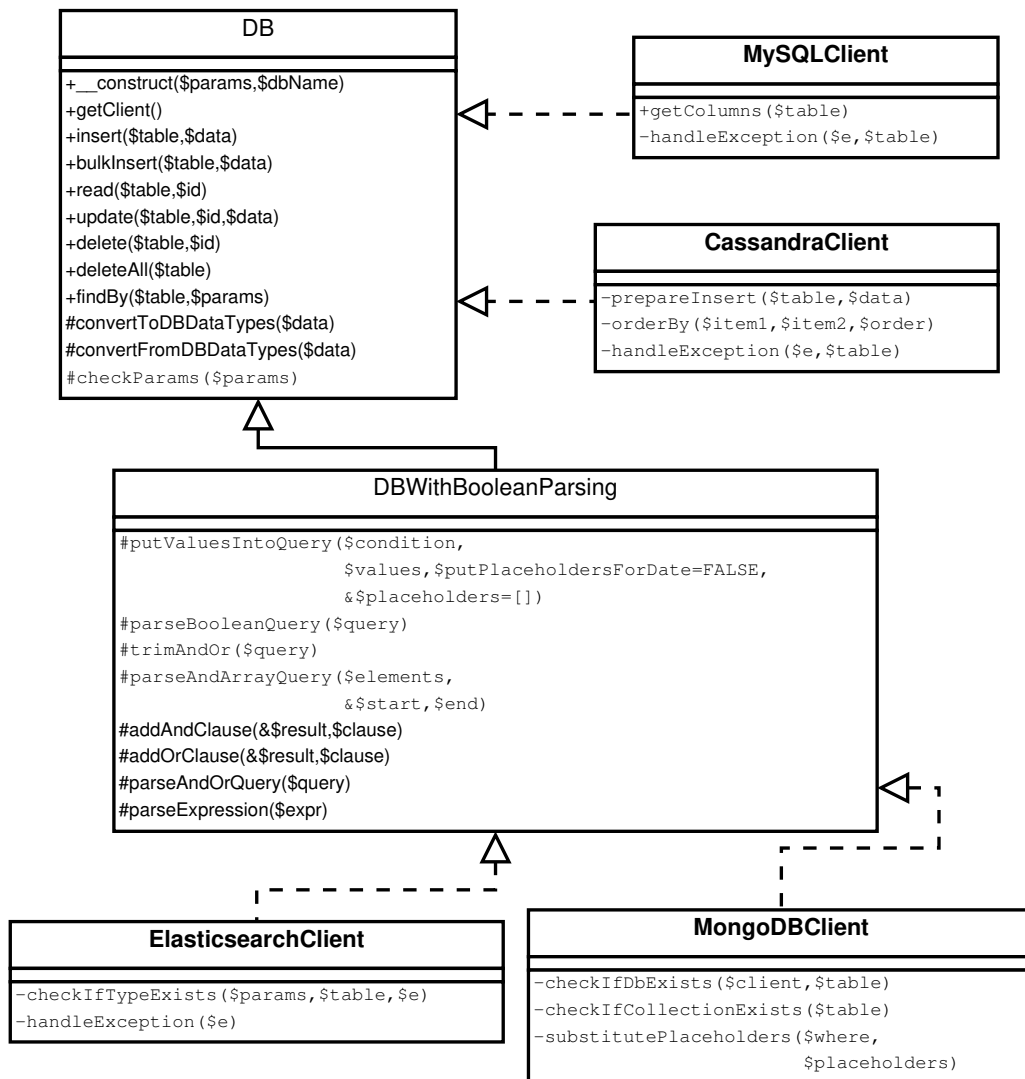 DB
+__construct($params,$dbName)
+getClient()
+insert($table,$data)
+bulkInsert($table,$data)
+read($table,$id)
+update($table,$id,$data)
+delete($table,$id)
+deleteAll($table)
+findBy($table,$params)
#convertToDBDataTypes($data)
#convertFromDBDataTypes($data)
#checkParams($params)
MySQLClient
+getColumns($table)
-handleException($e,$table)
CassandraClient
-prepareInsert($table,$data)
-orderBy($item1,$item2,$order)
-handleException($e,$table)
DBWithBooleanParsing
#putValuesIntoQuery($condition,
$values,$putPlaceholdersForDate=FALSE,
&$placeholders=[])
#parseBooleanQuery($query)
#trimAndOr($query)
#parseAndArrayQuery($elements,
&$start,$end)
#addAndClause(&$result,$clause)
#addOrClause(&$result,$clause)
#parseAndOrQuery($query)
#parseExpression($expr)
ElasticsearchClient
-checkIfTypeExists($params,$table,$e)
-handleException($e)
MongoDBClient
-checkIfDbExists($client,$table)
-checkIfCollectionExists($table)
-substitutePlaceholders($where,
$placeholders)